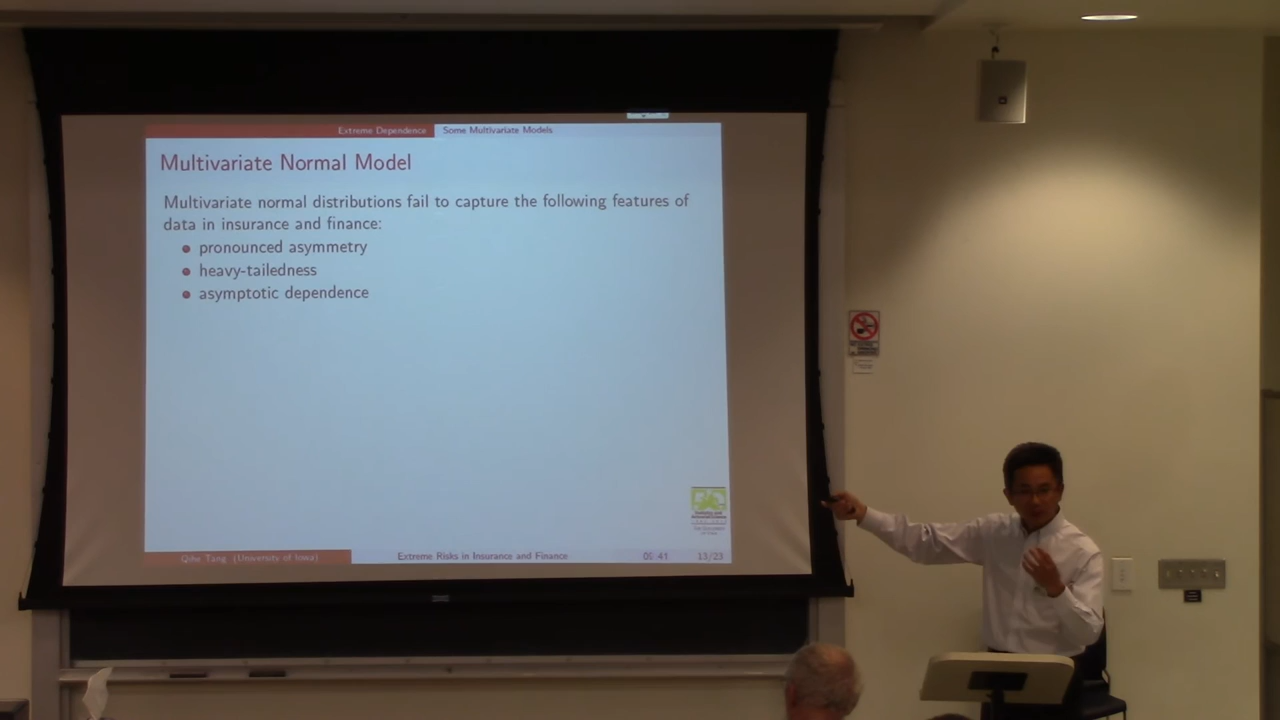 Extreme Dependence Some Multivariate Models
Multivariate Normal Model
Multivariate normal distributions fail to capture the following features of
data in insurance and finance:
pronounced asymmetry
heavy-tailedness
asymptotic dependence
Qihe Tang (University of Iowa) Extreme Risks in Insurance and Finance 09:41 13/23